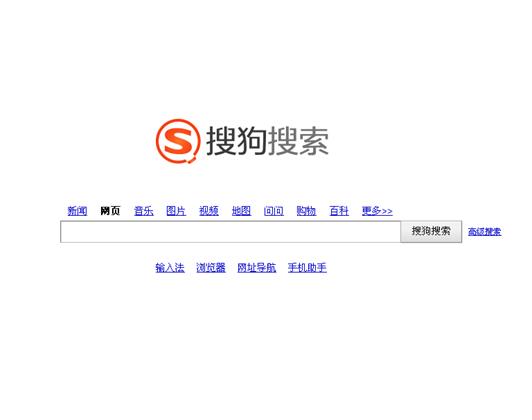 搜狗搜索
新闻 网页 音乐 图片 视频 地图 问问 购物 百科 更多>>
搜狗搜索 高级搜索
输入法 浏览器 网址导航 手机助手